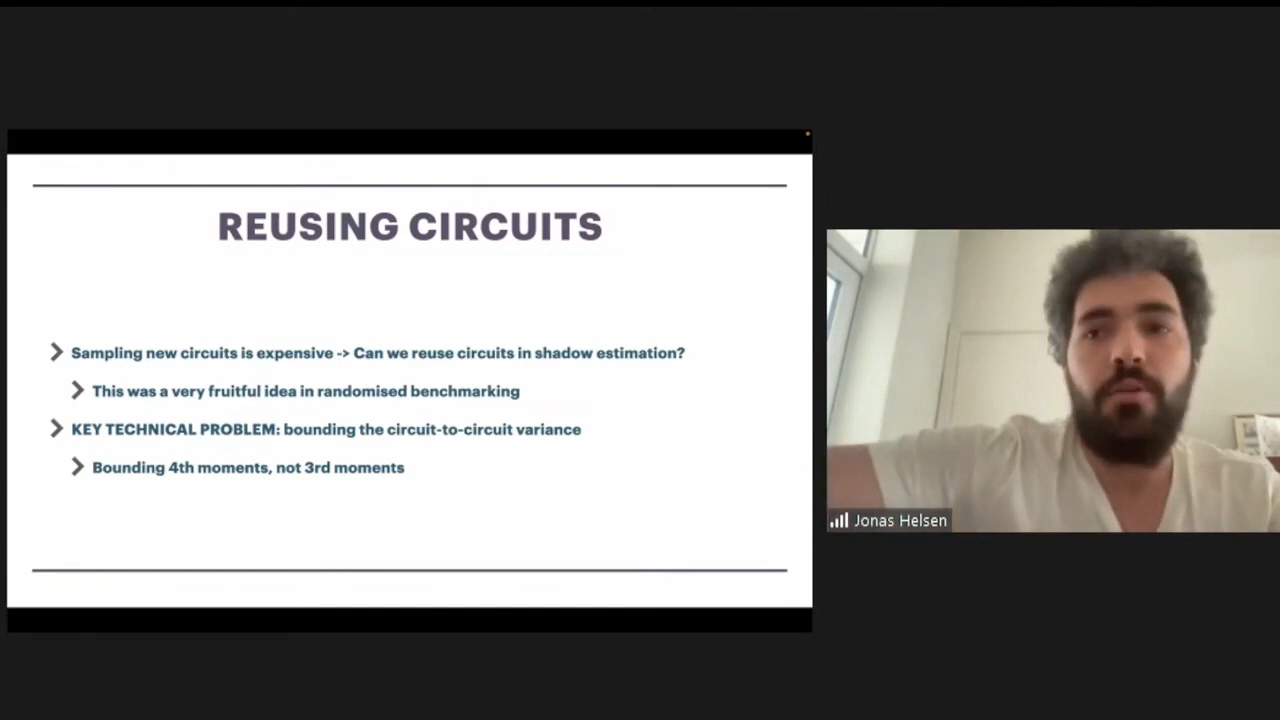 REUSING CIRCUITS
Sampling new circuits is expensive -> Can we reuse circuits in shadow estimation?
This was a very fruitful idea in randomised benchmarking
KEY TECHNICAL PROBLEM: bounding the circuit-to-circuit variance
Bounding 4th moments, not 3rd moments
Jonas Helsen